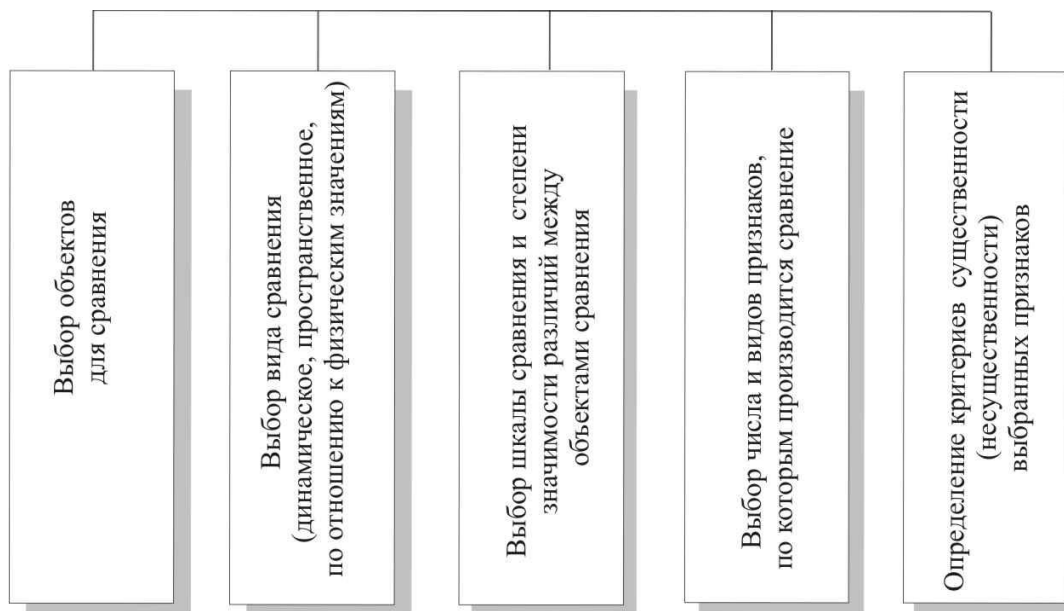 Выбор объектов
для сравнения
Выбор вида сравнения
(динамическое, пространственное,
по отношению к физическим значениям)
Выбор шкалы сравнения и степени
значимости различий между
объектами сравнения
Выбор числа и видов признаков,
по которым производится сравнение
Определение критериев существенности
(несущественности)
выбранных признаков